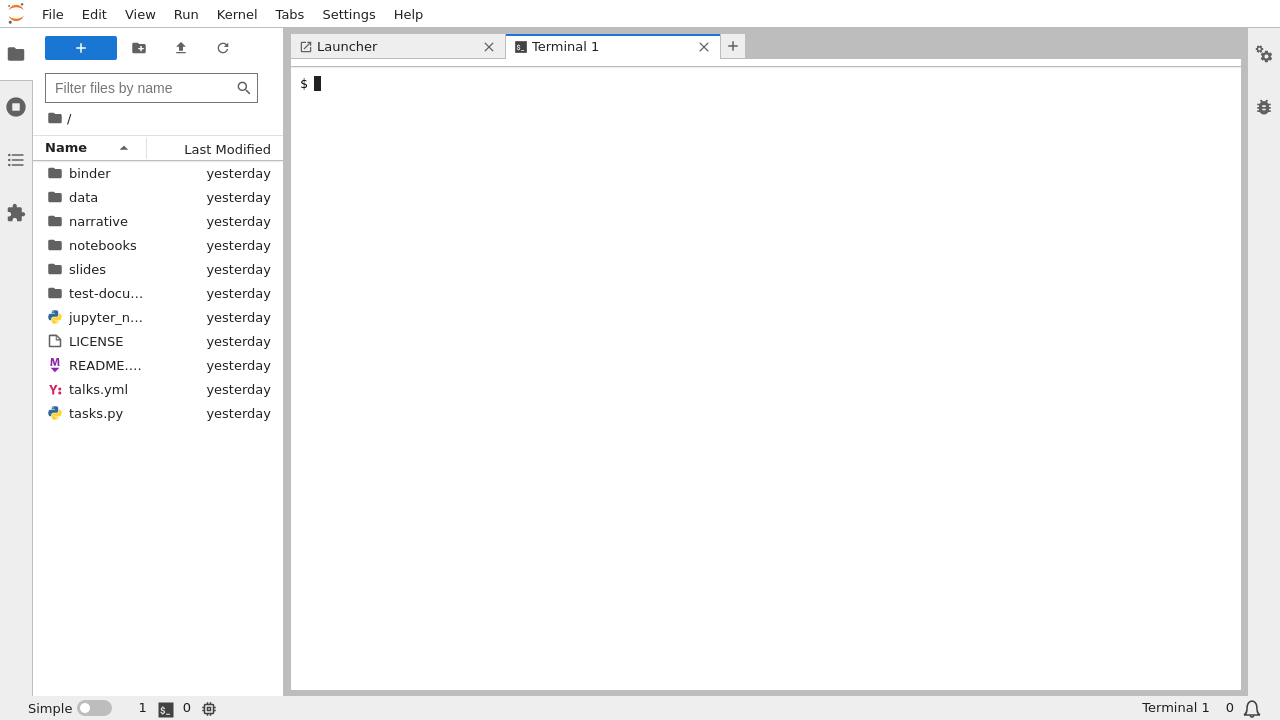 File Edit View Run Kernel Tabs Settings Help
Launcher
Terminal 1
Filter files by name
/
Name Last Modified
binder yesterday
data yesterday
narrative yesterday
notebooks yesterday
slides yesterday
test-docu… yesterday
jupyter_n… yesterday
LICENSE yesterday
README.… yesterday
talks.yml yesterday
tasks.py yesterday
$
Simple 1 $_ 0 Terminal 1 0